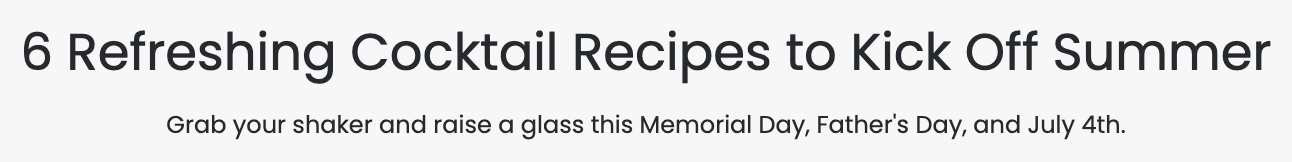 6 Refreshing Cocktail Recipes to Kick Off Summer
Grab your shaker and raise a glass this Memorial Day, Father's Day, and July 4th.